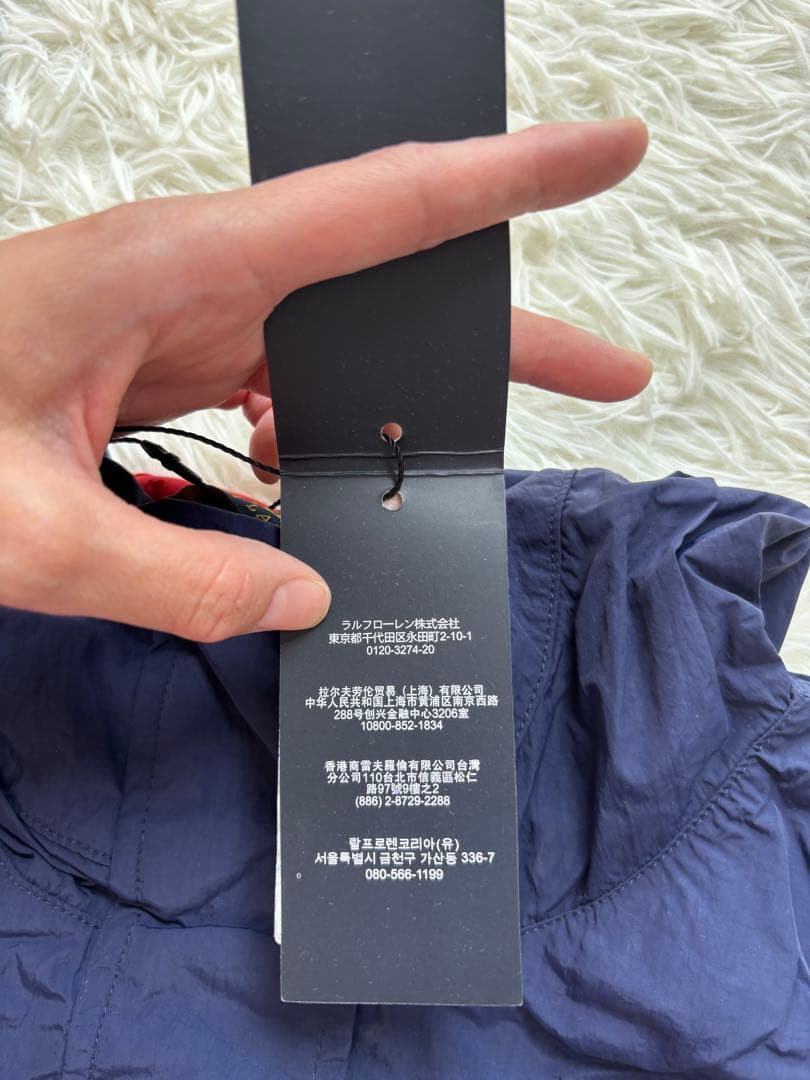 ラルフローレン株式会社
東京都千代田区永田町2-10-1
0120-3274-20
拉尔夫劳伦贸易（上海）有限公司
中华人民共和国上海市黄浦区南京西路
288号创兴金融中心3206室
10800-852-1834
香港商雷夫羅倫有限公司台灣
分公司110台北市信義區松仁
路97號9樓之2
(886) 2-8729-2288
랄프로렌코리아(유)
서울특별시 금천구 가산동 336-7
080-566-1199